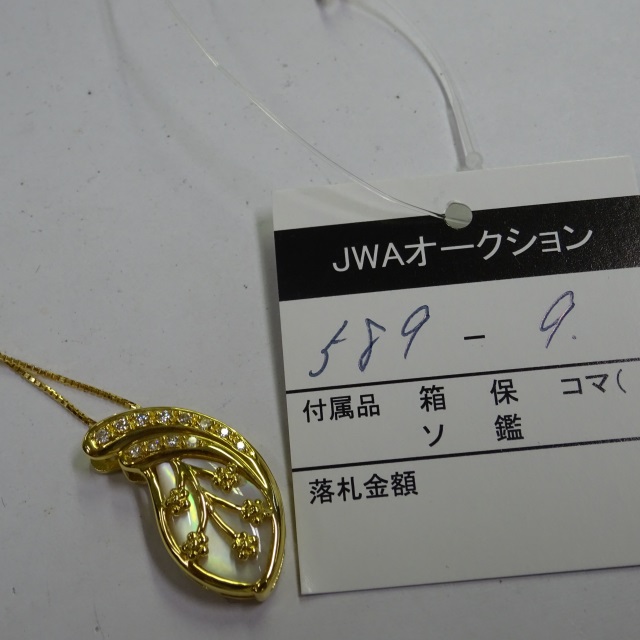 JWAオークション
589 - 9.
付属品 箱 保 コマ(
ソ 鑑
落札金額